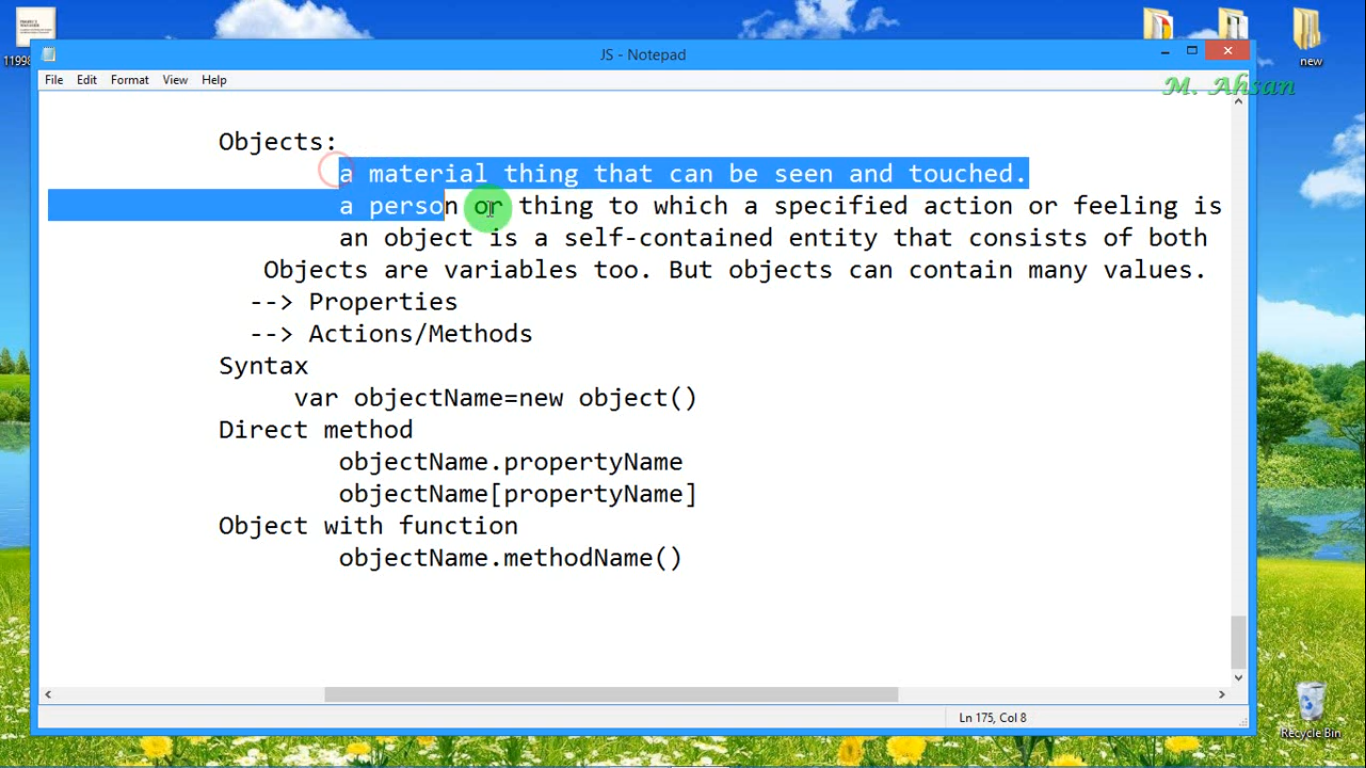 JS - Notepad
File Edit Format View Help
M. Ahsan
Objects:
a material thing that can be seen and touched.
a person or thing to which a specified action or feeling is
an object is a self-contained entity that consists of both
Objects are variables too. But objects can contain many values.
--> Properties
--> Actions/Methods
Syntax
var objectName=new object()
Direct method
objectName.propertyName
objectName[propertyName]
Object with function
objectName.methodName()
Ln 175, Col 8
11998
new
Recycle Bin